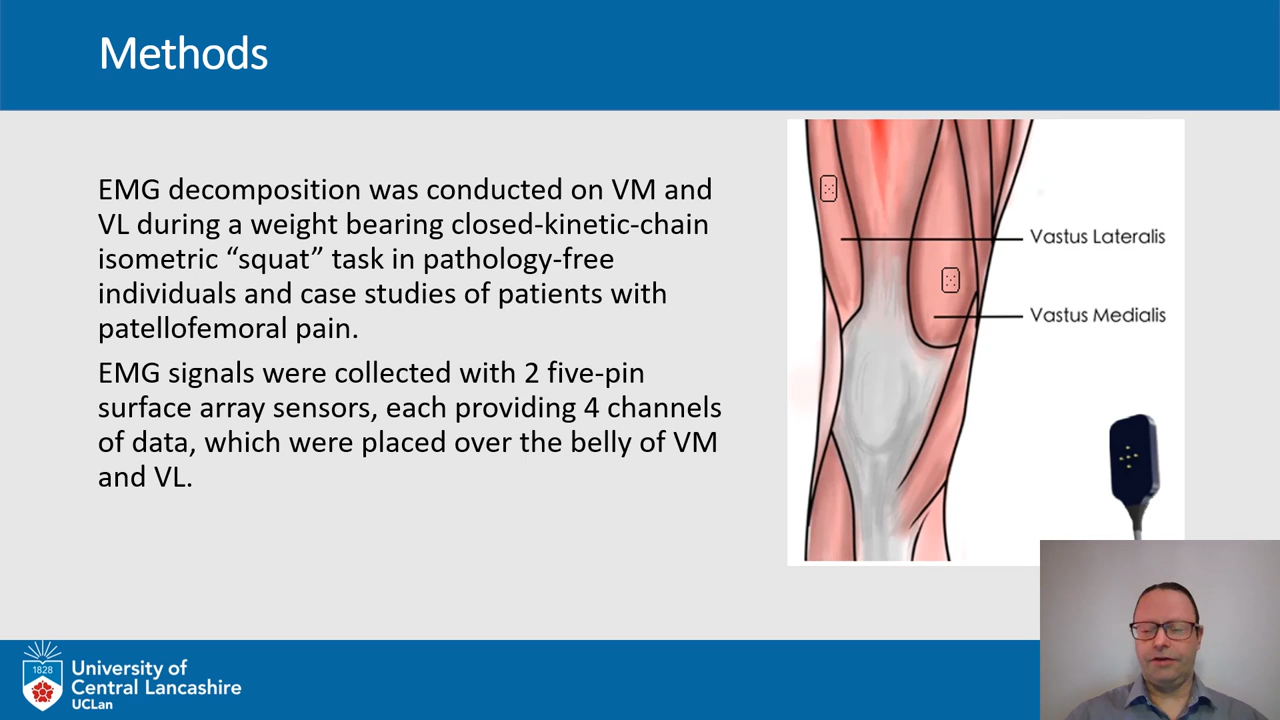 Methods
EMG decomposition was conducted on VM and
VL during a weight bearing closed-kinetic-chain
isometric “squat” task in pathology-free
individuals and case studies of patients with
patellofemoral pain.
EMG signals were collected with 2 five-pin
surface array sensors, each providing 4 channels
of data, which were placed over the belly of VM
and VL.
Vastus Lateralis
Vastus Medialis
1828
University of
Central Lancashire
UCLan